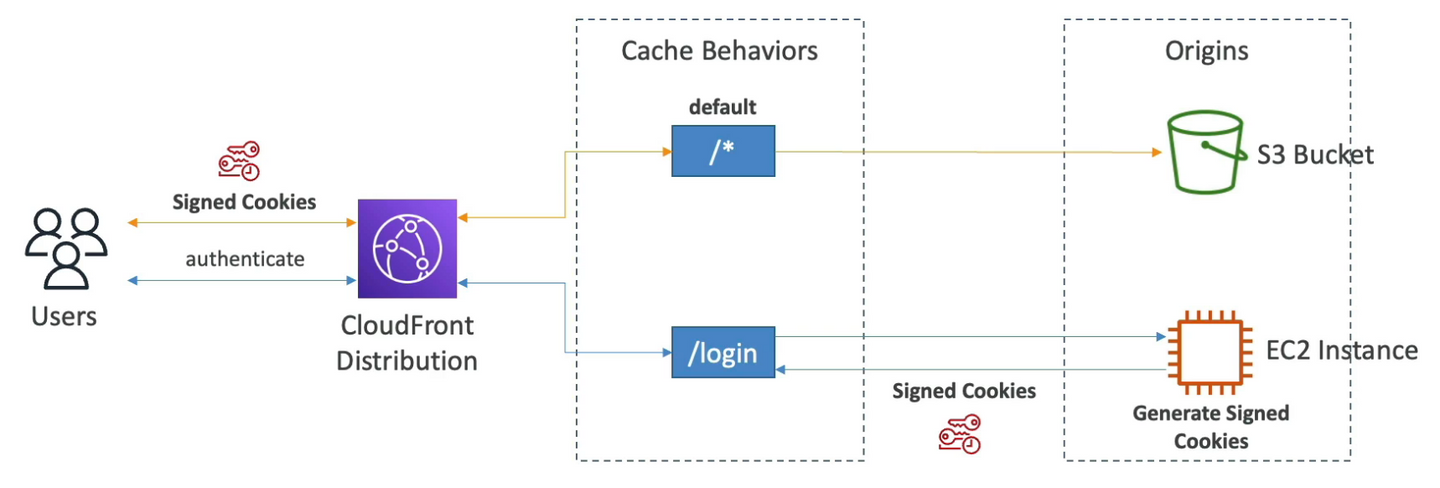 Cache Behaviors
Origins
default
/*
S3 Bucket
Signed Cookies
authenticate
Users
CloudFront
Distribution
/login
EC2 Instance
Signed Cookies
Generate Signed
Cookies